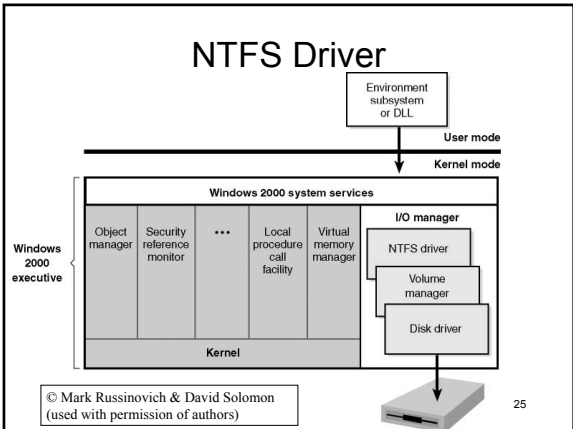 NTFS Driver
Environment
subsystem
or DLL
User mode
Kernel mode
Windows 2000 system services
Windows
2000
executive
Object
manager
Security
reference
monitor
•••
Local
procedure
call
facility
Virtual
memory
manager
I/O manager
NTFS driver
Volume
manager
Disk driver
Kernel
© Mark Russinovich & David Solomon
(used with permission of authors)
25